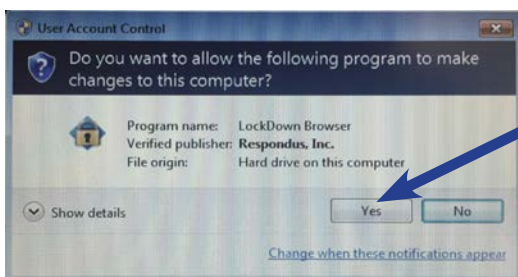 User Account Control
Do you want to allow the following program to make
changes to this computer?
Program name: LockDown Browser
Verified publisher: Respondus, Inc.
File origin: Hard drive on this computer
Show details
Yes No
Change when these notifications appear